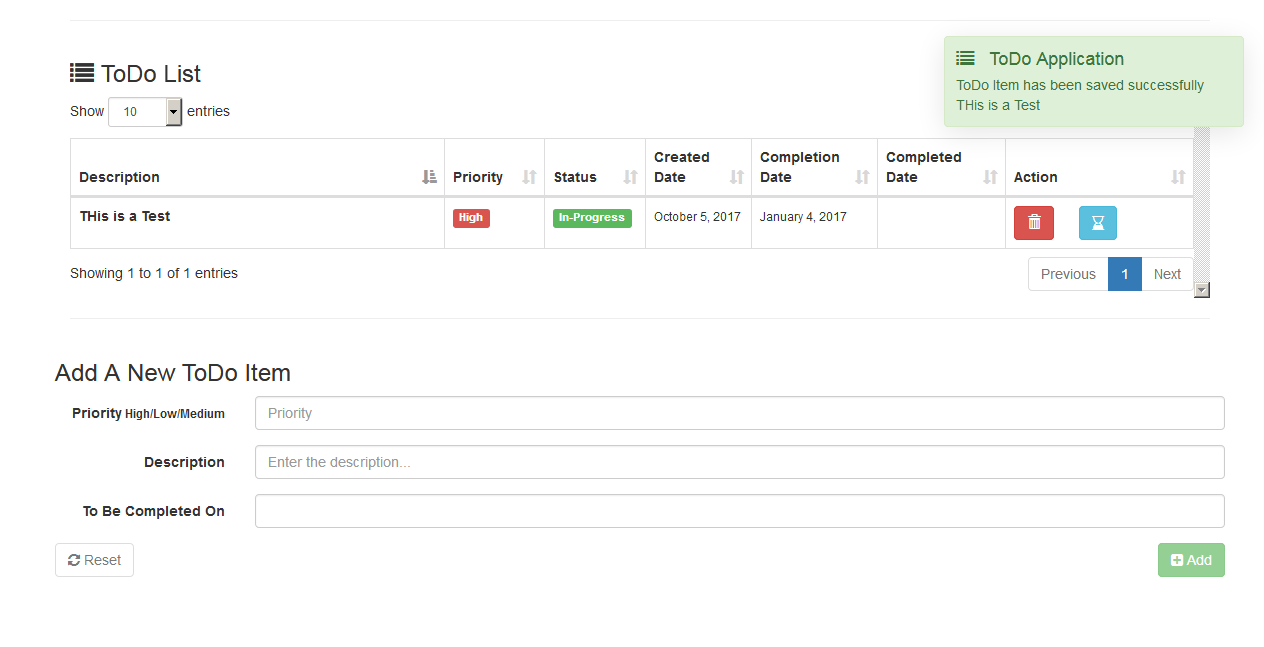 ToDo List
ToDo Application
ToDo Item has been saved successfully
THis is a Test
Show 10 entries
Description Priority Status Created Date Completion Date Completed Date Action
THis is a Test High In-Progress October 5, 2017 January 4, 2017
Showing 1 to 1 of 1 entries
Previous 1 Next
Add A New ToDo Item
Priority High/Low/Medium Priority
Description Enter the description...
To Be Completed On
Reset Add